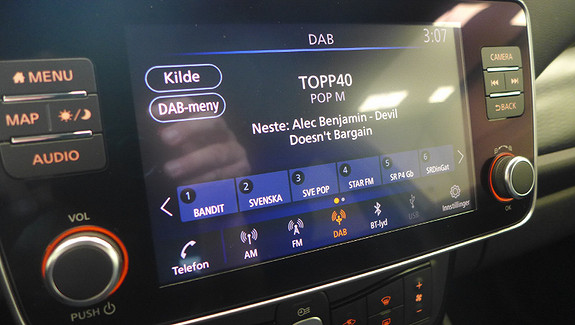 DAB
3:07
MENU
MAP
AUDIO
VOL
PUSH
Kilde
DAB-meny
TOPP40
POP M
Neste: Alec Benjamin - Devil
Doesn't Bargain
1 BANDIT
2 SVENSKA
3 SVE POP
4 STAR FM
5 SR P4 Gb
6 SRDinGat
Telefon
AM
FM
DAB
BT-lyd
USB
Innstillinger
CAMERA
BACK
OK